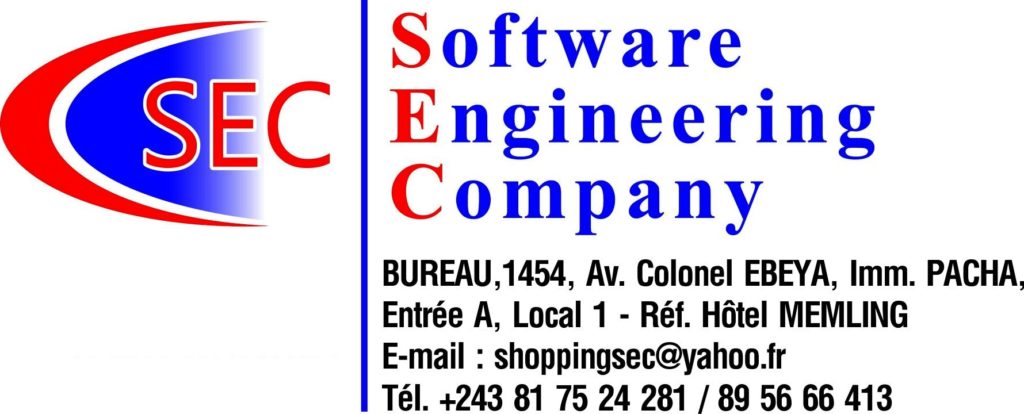 SEC
Software
Engineering
Company
BUREAU,1454, Av. Colonel EBEYA, Imm. PACHA,
Entrée A, Local 1 - Réf. Hôtel MEMLING
E-mail : shoppingsec@yahoo.fr
Tél. +243 81 75 24 281 / 89 56 66 413